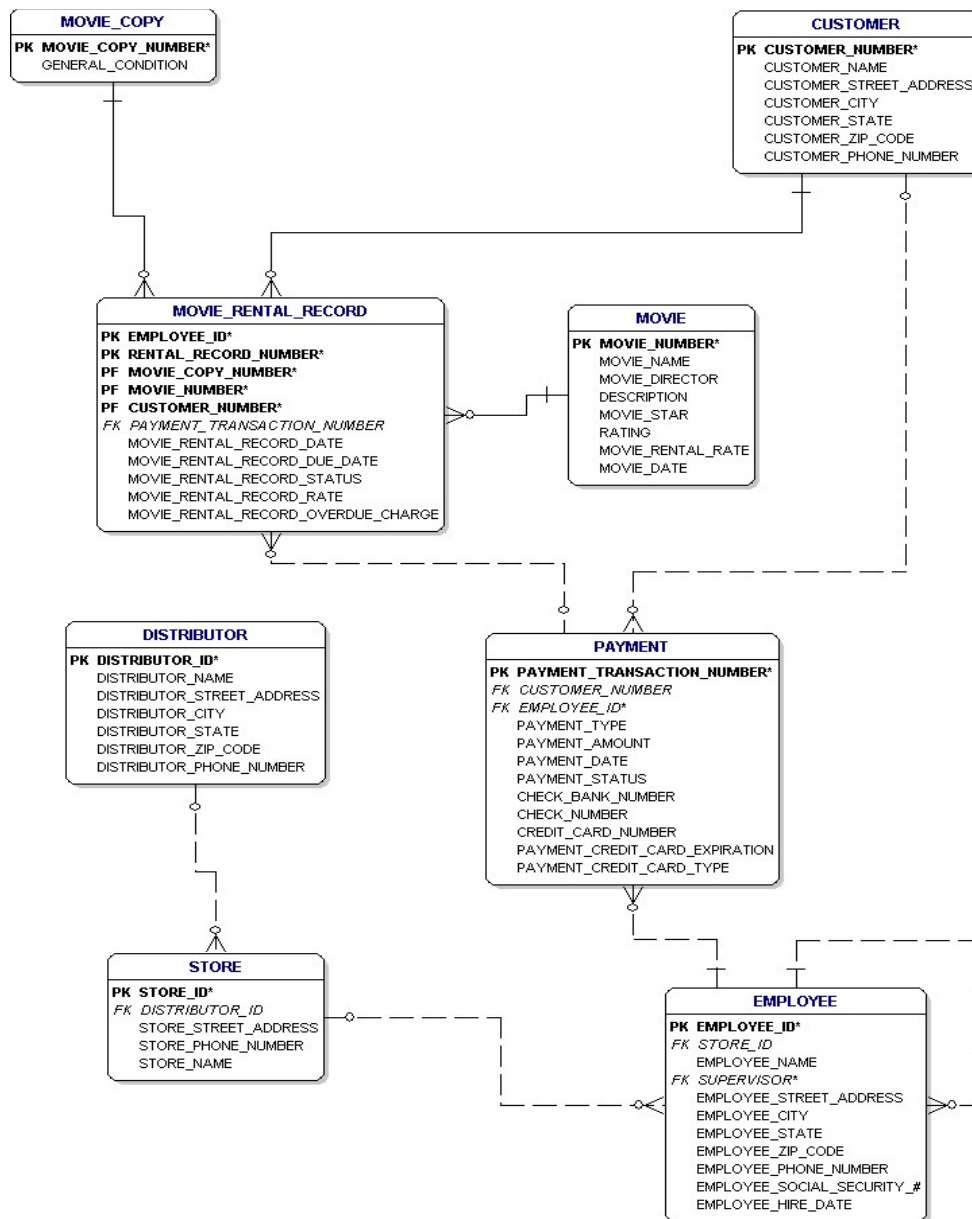 MOVIE_COPY
PK MOVIE_COPY_NUMBER*
GENERAL_CONDITION
CUSTOMER
PK CUSTOMER_NUMBER*
CUSTOMER_NAME
CUSTOMER_STREET_ADDRESS
CUSTOMER_CITY
CUSTOMER_STATE
CUSTOMER_ZIP_CODE
CUSTOMER_PHONE_NUMBER
MOVIE_RENTAL_RECORD
PK EMPLOYEE_ID*
PK RENTAL_RECORD_NUMBER*
PF MOVIE_COPY_NUMBER*
PF MOVIE_NUMBER*
PF CUSTOMER_NUMBER*
FK PAYMENT_TRANSACTION_NUMBER
MOVIE_RENTAL_RECORD_DATE
MOVIE_RENTAL_RECORD_DUE_DATE
MOVIE_RENTAL_RECORD_STATUS
MOVIE_RENTAL_RECORD_RATE
MOVIE_RENTAL_RECORD_OVERDUE_CHARGE
MOVIE
PK MOVIE_NUMBER*
MOVIE_NAME
MOVIE_DIRECTOR
DESCRIPTION
MOVIE_STAR
RATING
MOVIE_RENTAL_RATE
MOVIE_DATE
DISTRIBUTOR
PK DISTRIBUTOR_ID*
DISTRIBUTOR_NAME
DISTRIBUTOR_STREET_ADDRESS
DISTRIBUTOR_CITY
DISTRIBUTOR_STATE
DISTRIBUTOR_ZIP_CODE
DISTRIBUTOR_PHONE_NUMBER
PAYMENT
PK PAYMENT_TRANSACTION_NUMBER*
FK CUSTOMER_NUMBER
FK EMPLOYEE_ID*
PAYMENT_TYPE
PAYMENT_AMOUNT
PAYMENT_DATE
PAYMENT_STATUS
CHECK_BANK_NUMBER
CHECK_NUMBER
CREDIT_CARD_NUMBER
PAYMENT_CREDIT_CARD_EXPIRATION
PAYMENT_CREDIT_CARD_TYPE
STORE
PK STORE_ID*
FK DISTRIBUTOR_ID
STORE_STREET_ADDRESS
STORE_PHONE_NUMBER
STORE_NAME
EMPLOYEE
PK EMPLOYEE_ID*
FK STORE_ID
EMPLOYEE_NAME
FK SUPERVISOR*
EMPLOYEE_STREET_ADDRESS
EMPLOYEE_CITY
EMPLOYEE_STATE
EMPLOYEE_ZIP_CODE
EMPLOYEE_PHONE_NUMBER
EMPLOYEE_SOCIAL_SECURITY_#
EMPLOYEE_HIRE_DATE